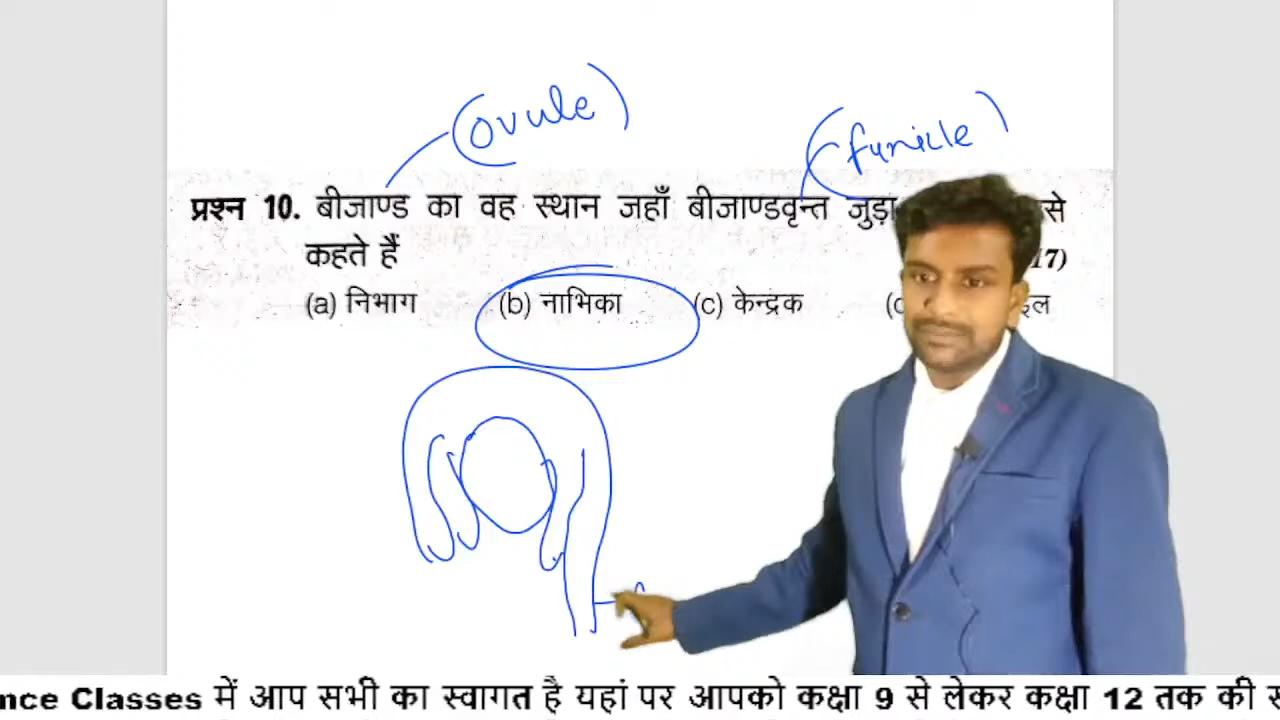 (ovule)
(funicle)
प्रश्न 10. बीजाण्ड का वह स्थान जहाँ बीजाण्डवृन्त जुड़ा से
कहते हैं 17)
(a) निभाग (b) नाभिका (c) केन्द्रक
nce Classes में आप सभी का स्वागत है यहां पर आपको कक्षा 9 से लेकर कक्षा 12 तक की